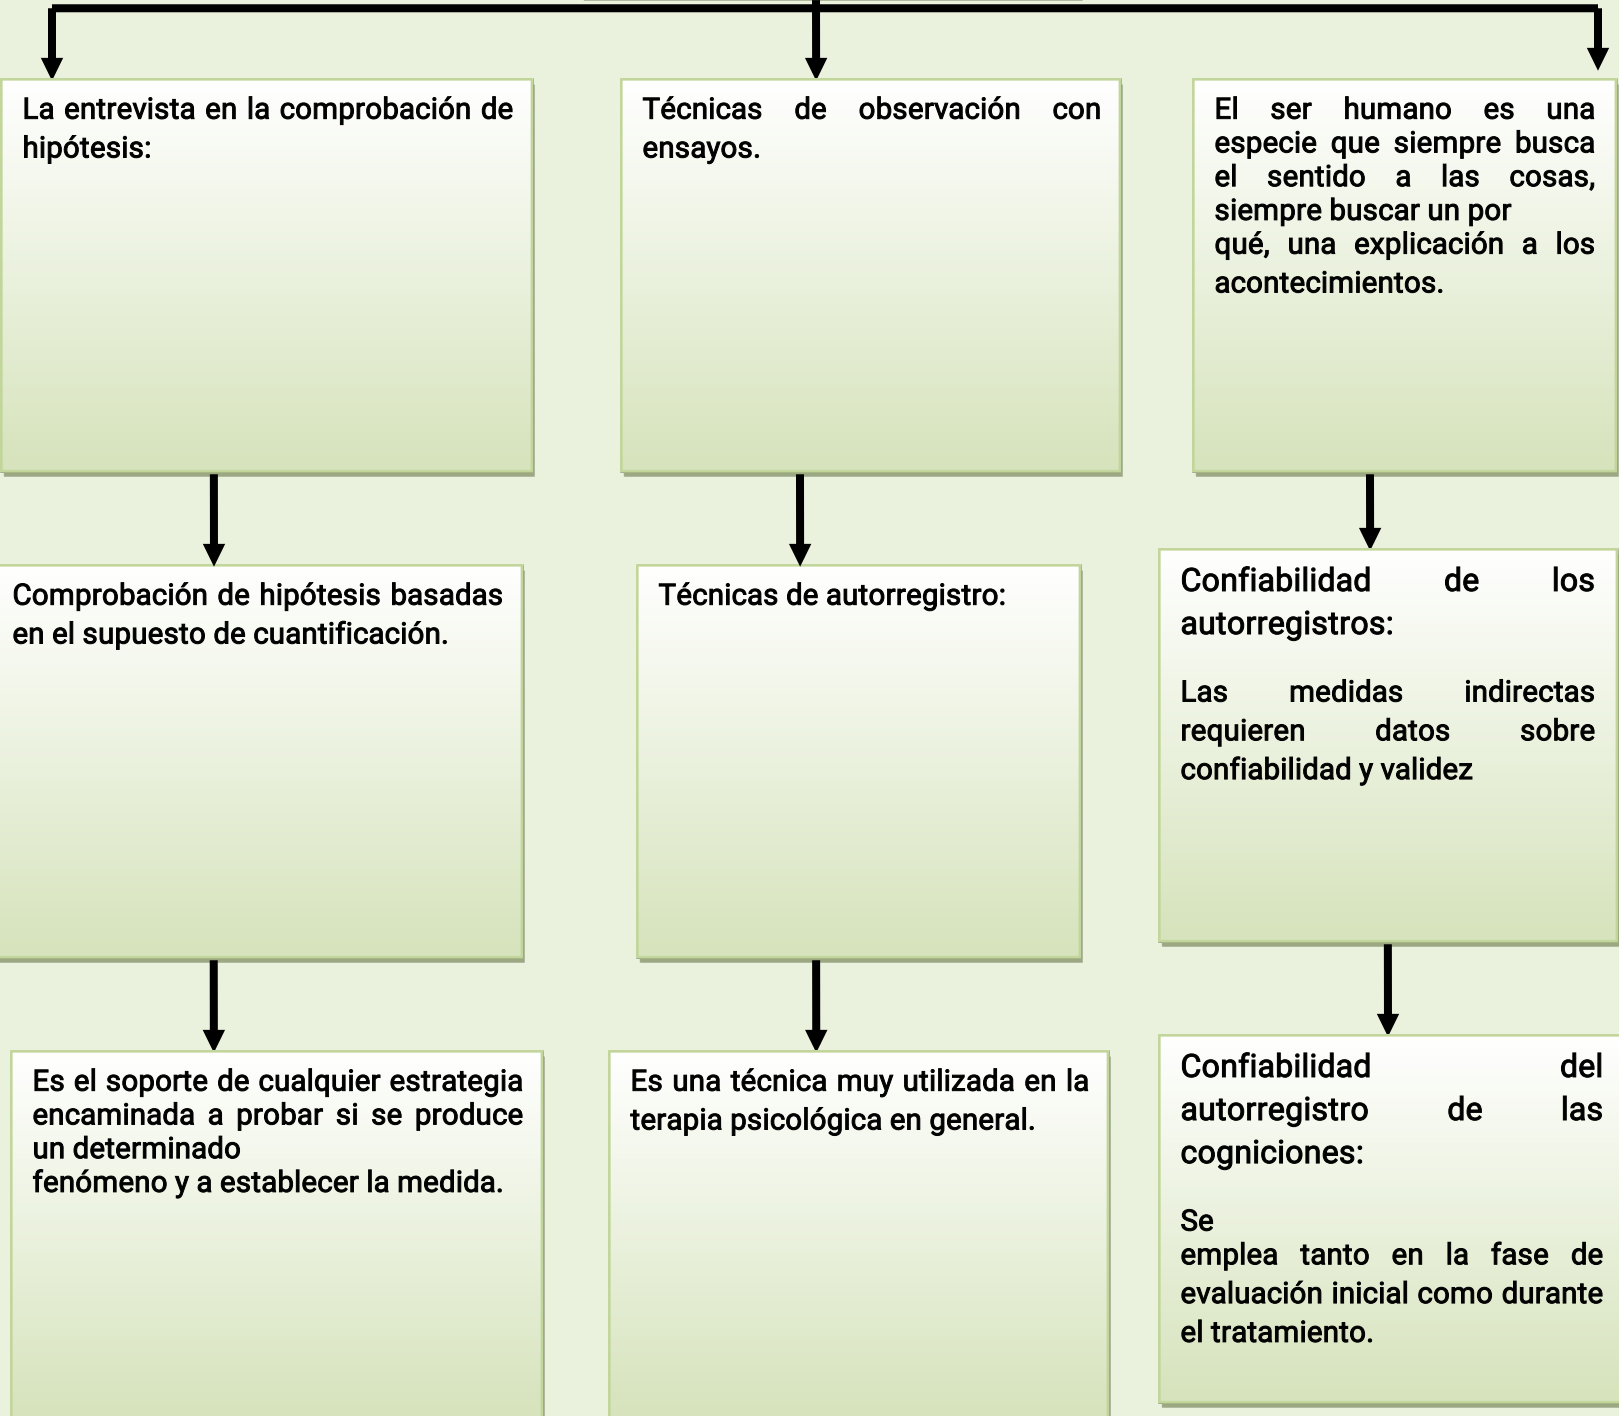 La entrevista en la comprobación de
hipótesis:
Técnicas de observación con
ensayos.
El ser humano es una
especie que siempre busca
el sentido a las cosas,
siempre buscar un por
qué, una explicación a los
acontecimientos.
Comprobación de hipótesis basadas
en el supuesto de cuantificación.
Técnicas de autorregistro:
Confiabilidad de los
autorregistros:
Las medidas indirectas
requieren datos sobre
confiabilidad y validez
Es el soporte de cualquier estrategia
encaminada a probar si se produce
un determinado
fenómeno y a establecer la medida.
Es una técnica muy utilizada en la
terapia psicológica en general.
Confiabilidad del
autorregistro de las
cogniciones:
Se
emplea tanto en la fase de
evaluación inicial como durante
el tratamiento.